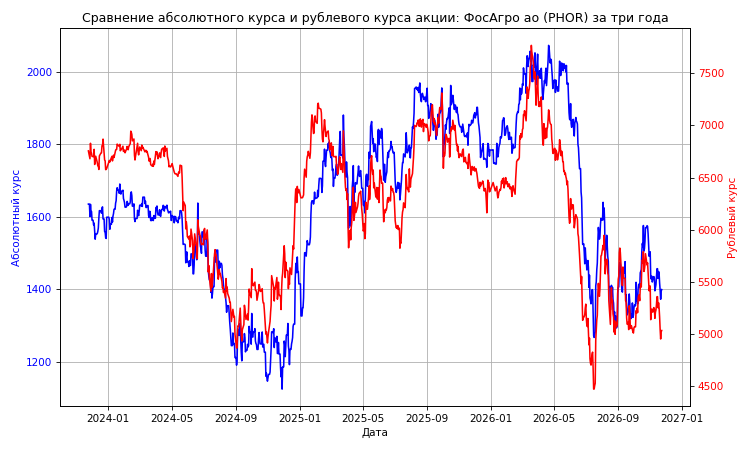 Сравнение абсолютного курса и рублевого курса акции: ФосАгро ао (PHOR) за три года
2000
1800
1600
1400
1200
Абсолютный курс
7500
7000
6500
6000
5500
5000
4500
Рублевый курс
2024-01 2024-05 2024-09 2025-01 2025-05 2025-09 2026-01 2026-05 2026-09 2027-01
Дата